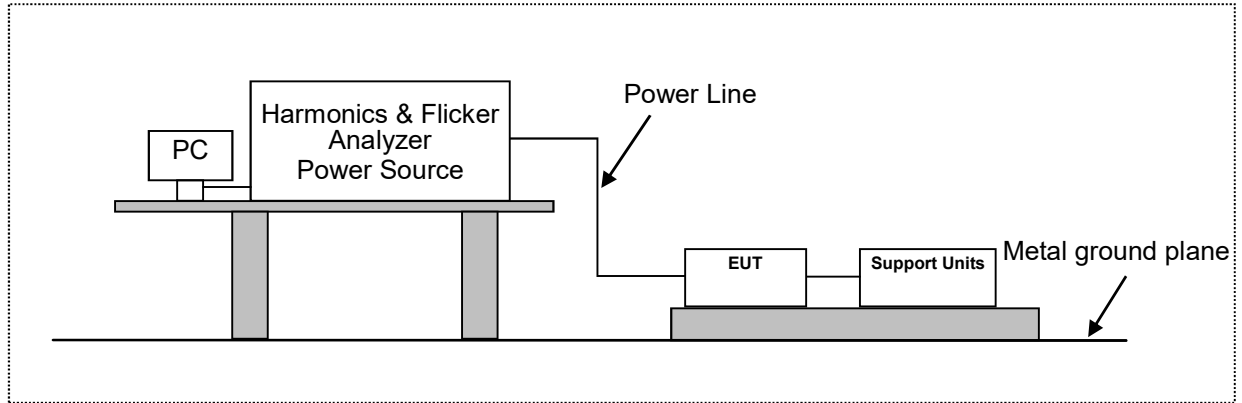 Power Line
Harmonics & Flicker
Analyzer
Power Source
PC
Metal ground plane
EUT
Support Units